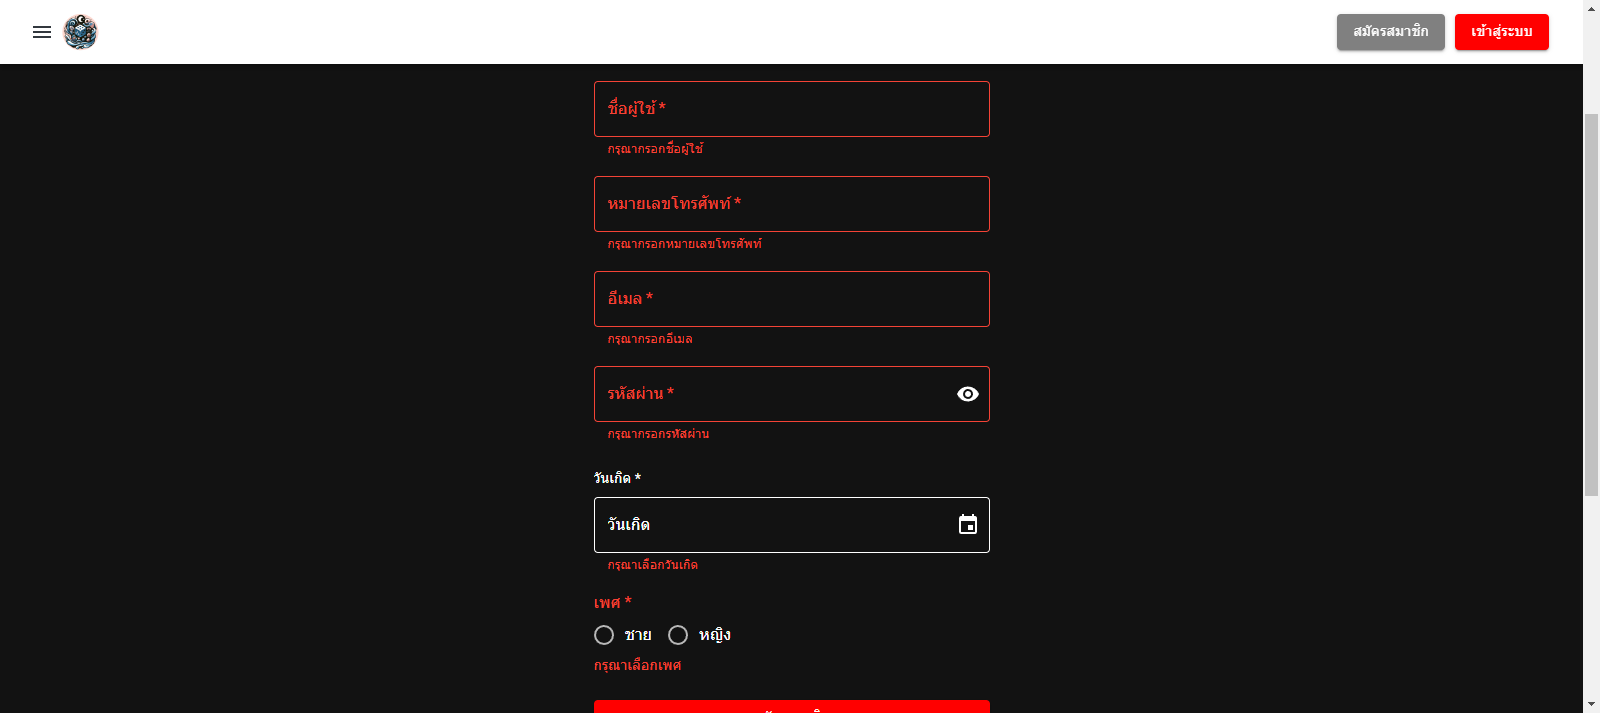 สมัครสมาชิก
เข้าสู่ระบบ
ชื่อผู้ใช้ *
กรุณากรอกชื่อผู้ใช้
หมายเลขโทรศัพท์ *
กรุณากรอกหมายเลขโทรศัพท์
อีเมล *
กรุณากรอกอีเมล
รหัสผ่าน *
กรุณากรอกรหัสผ่าน
วันเกิด *
วันเกิด
กรุณาเลือกวันเกิด
เพศ *
ชาย หญิง
กรุณาเลือกเพศ